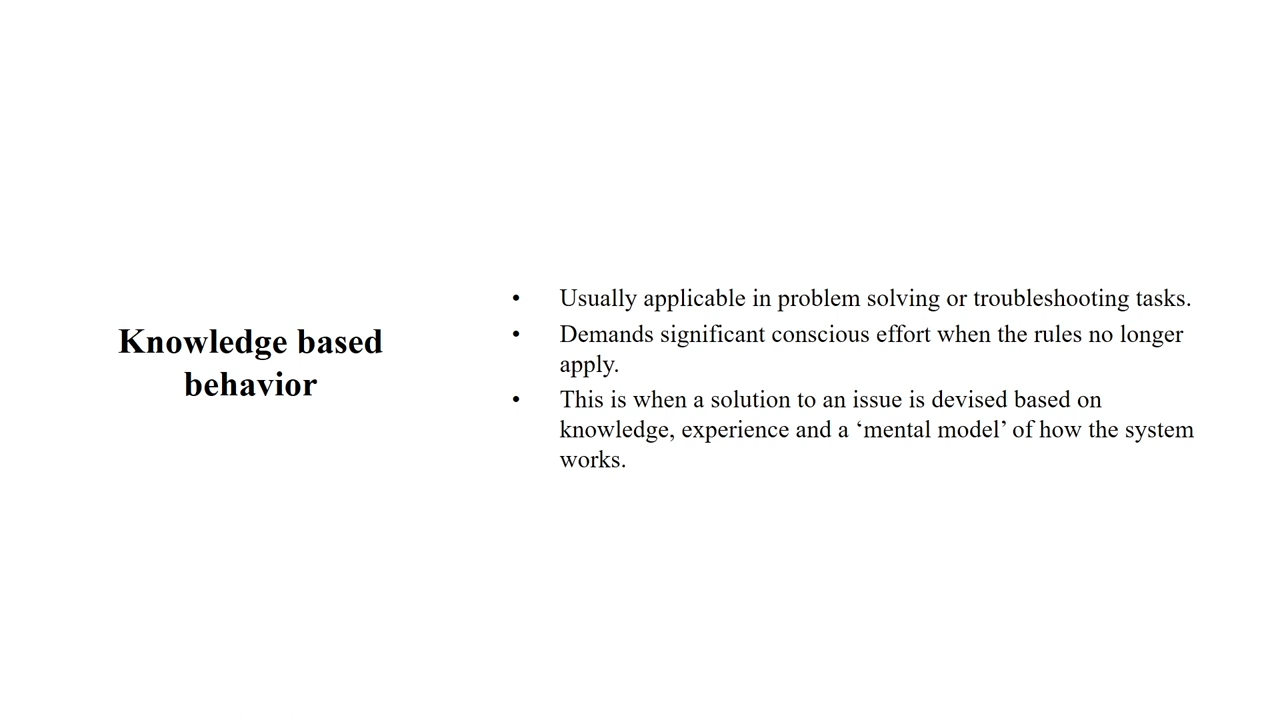 Knowledge based
behavior
• Usually applicable in problem solving or troubleshooting tasks.
• Demands significant conscious effort when the rules no longer
apply.
• This is when a solution to an issue is devised based on
knowledge, experience and a ‘mental model’ of how the system
works.